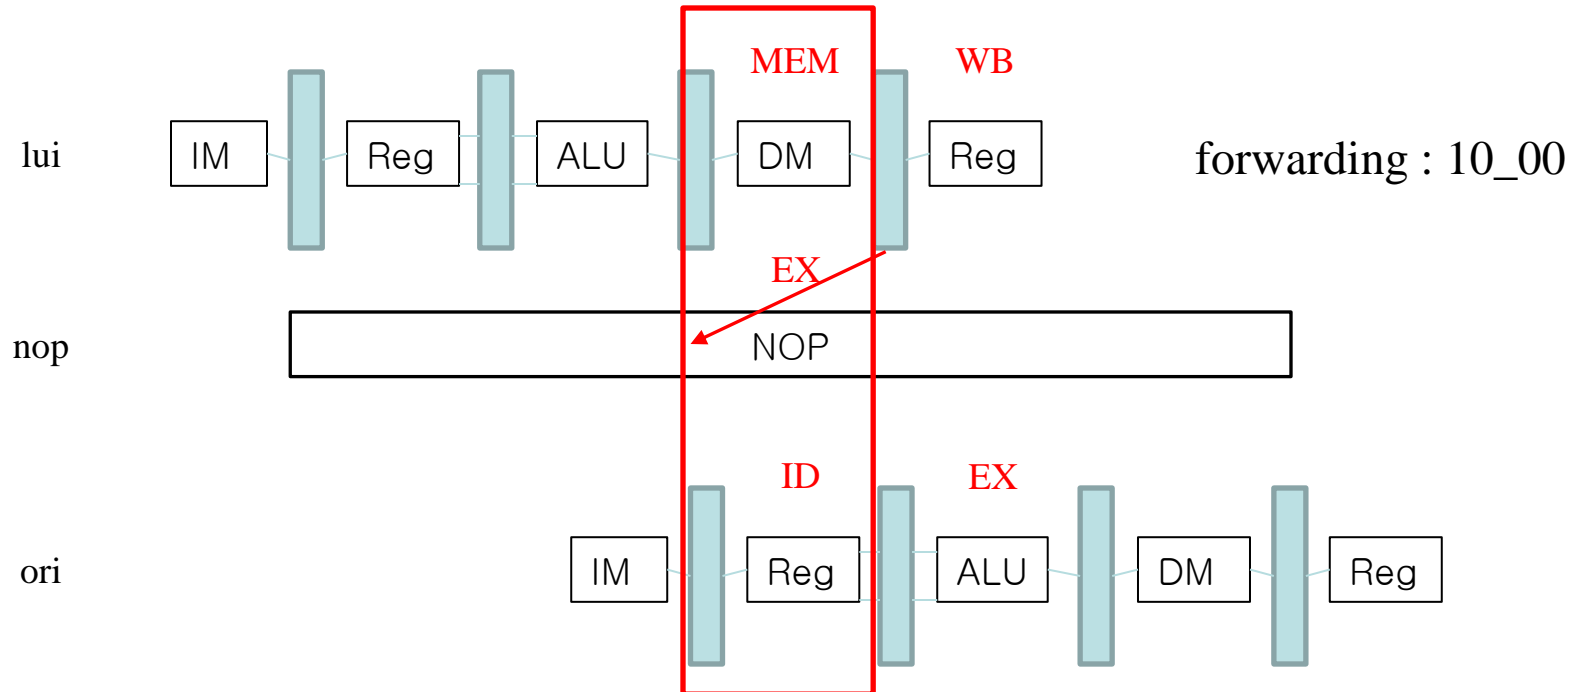 MEM WB
lui IM Reg ALU DM Reg forwarding : 10_00
EX
nop NOP
ID EX
ori IM Reg ALU DM Reg